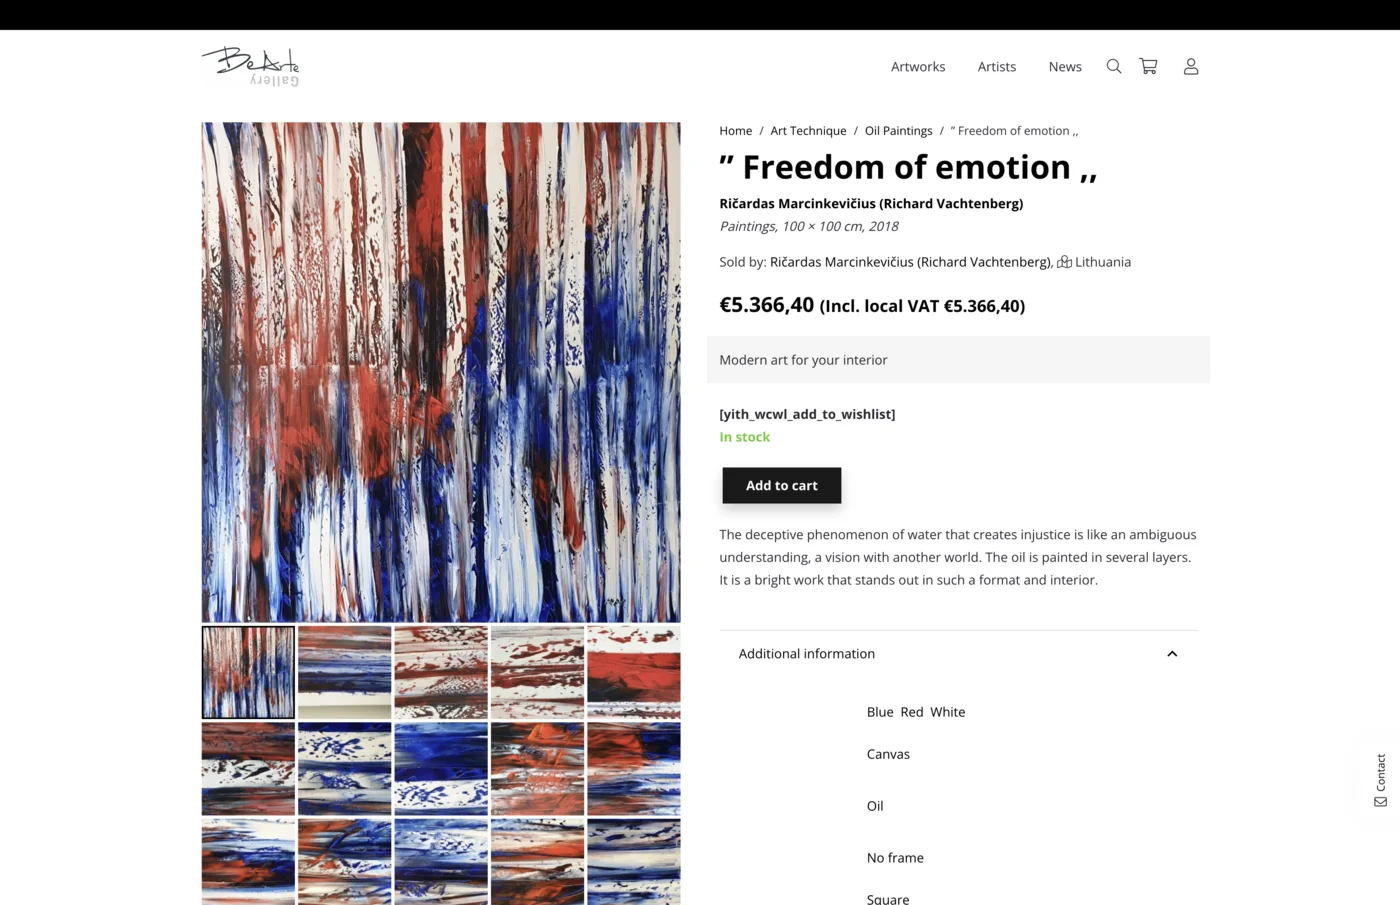 BeArte
Gallery
Artworks
Artists
News
Home / Art Technique / Oil Paintings / ” Freedom of emotion ,,
” Freedom of emotion ,,
Ričardas Marcinkevičius (Richard Vachtenberg)
Paintings, 100 × 100 cm, 2018
Sold by: Ričardas Marcinkevičius (Richard Vachtenberg), Lithuania
€5.366,40 (Incl. local VAT €5.366,40)
Modern art for your interior
[yith_wcwl_add_to_wishlist]
In stock
Add to cart
The deceptive phenomenon of water that creates injustice is like an ambiguous
understanding, a vision with another world. The oil is painted in several layers.
It is a bright work that stands out in such a format and interior.
Additional information
Blue Red White
Canvas
Oil
No frame
Square
Contact